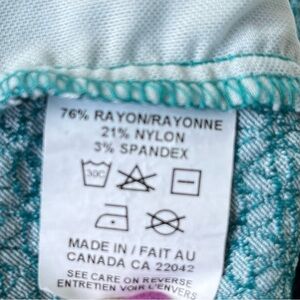 76% RAYON/RAYONNE
21% NYLON
3% SPANDEX
30C
MADE IN / FAIT AU
CANADA CA 22042
SEE CARE ON REVERSE
ENTRETIEN VOIR L'ENVERS